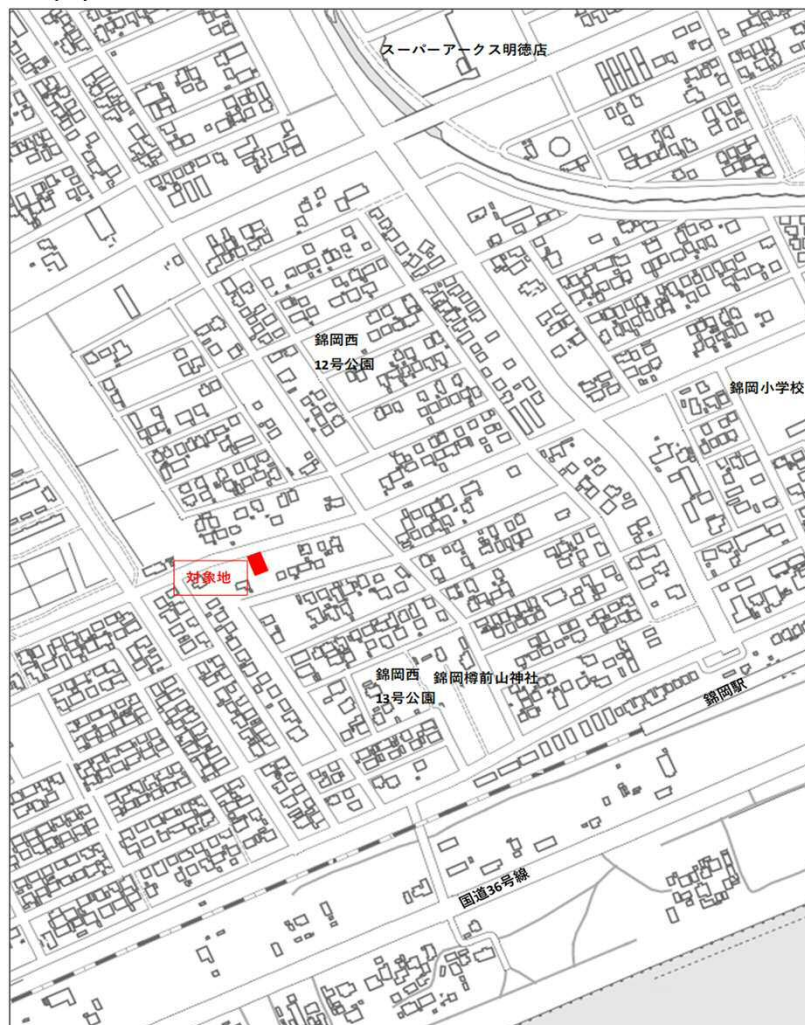 スーパーアークス明徳店
錦岡西
12号公園
錦岡小学校
対象地
錦岡西
13号公園
錦岡樽前山神社
錦岡駅
国道36号線